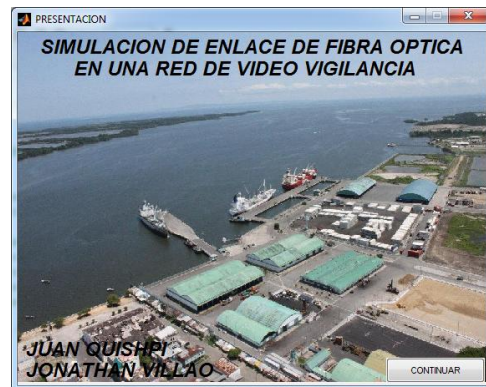 PRESENTACION
SIMULACION DE ENLACE DE FIBRA OPTICA
EN UNA RED DE VIDEO VIGILANCIA
JUAN QUISHPI
JONATHAN VILLAO
CONTINUAR